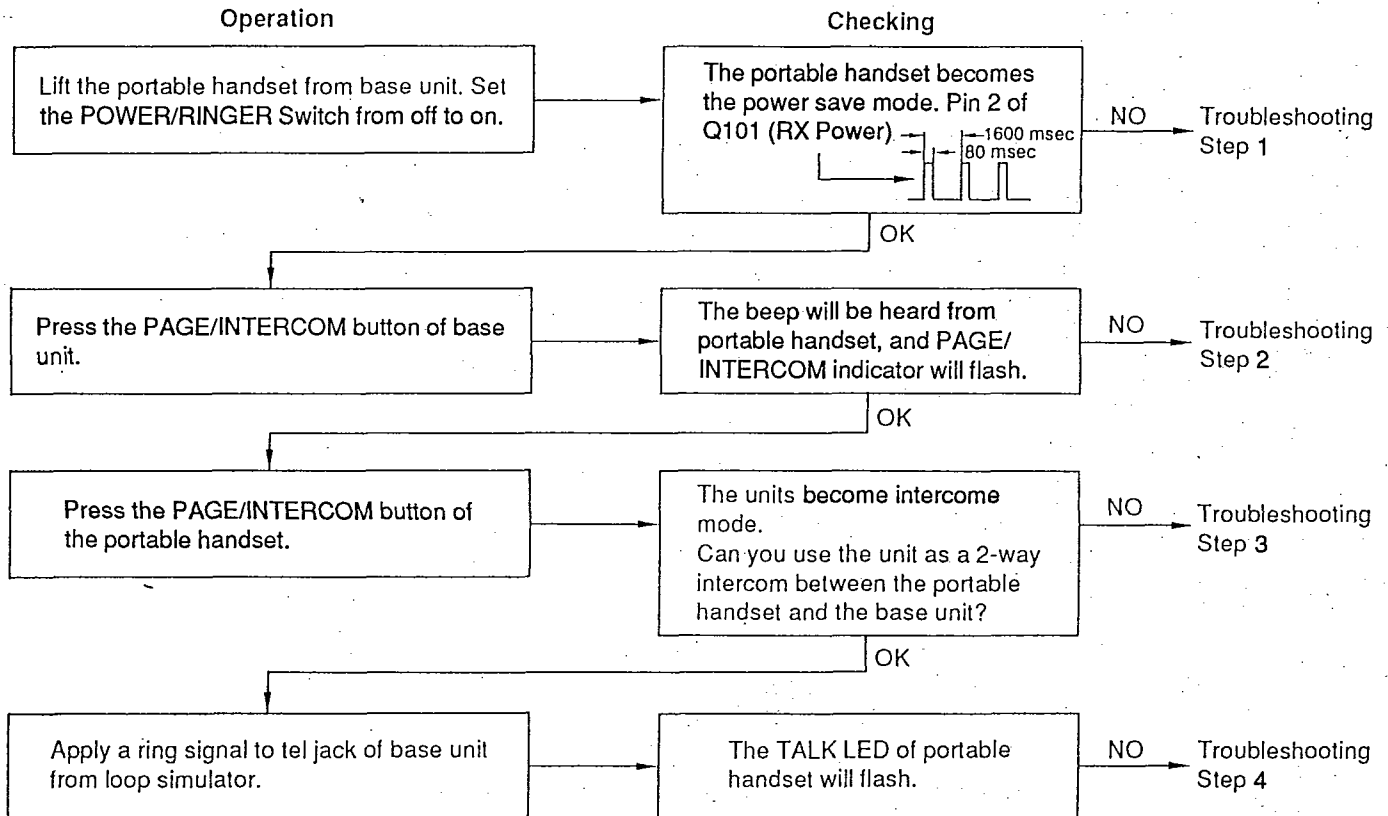 Operation
Checking
Lift the portable handset from base unit. Set
the POWER/RINGER Switch from off to on.
The portable handset becomes
the power save mode. Pin 2 of
Q101 (RX Power)
1600 msec
80 msec
NO
Troubleshooting
Step 1
OK
Press the PAGE/INTERCOM button of base
unit.
The beep will be heard from
portable handset, and PAGE/
INTERCOM indicator will flash.
NO
Troubleshooting
Step 2
OK
Press the PAGE/INTERCOM button of
the portable handset.
The units become intercome
mode.
Can you use the unit as a 2-way
intercom between the portable
handset and the base unit?
NO
Troubleshooting
Step 3
OK
Apply a ring signal to tel jack of base unit
from loop simulator.
The TALK LED of portable
handset will flash.
NO
Troubleshooting
Step 4